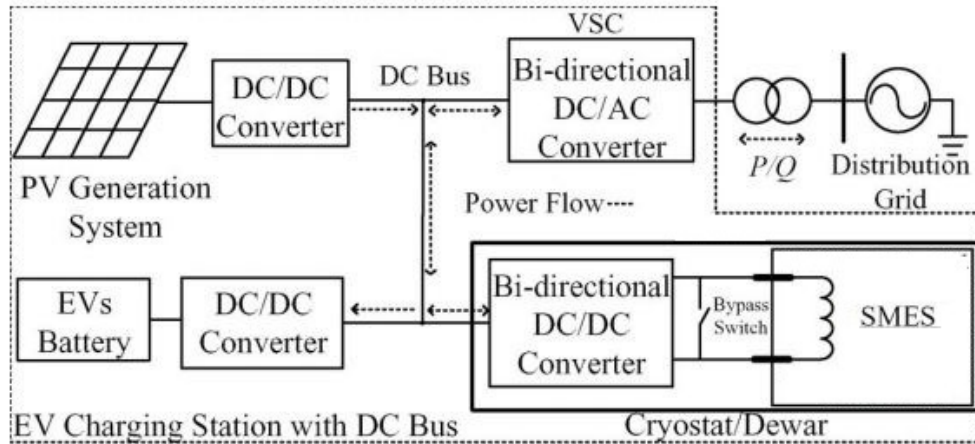 VSC
DC/DC
Converter
DC Bus
Bi-directional
DC/AC
Converter
P/Q
Distribution
Grid
PV Generation
System
Power Flow
EVs
Battery
DC/DC
Converter
Bi-directional
DC/DC
Converter
Bypass
Switch
SMES
EV Charging Station with DC Bus
Cryostat/Dewar